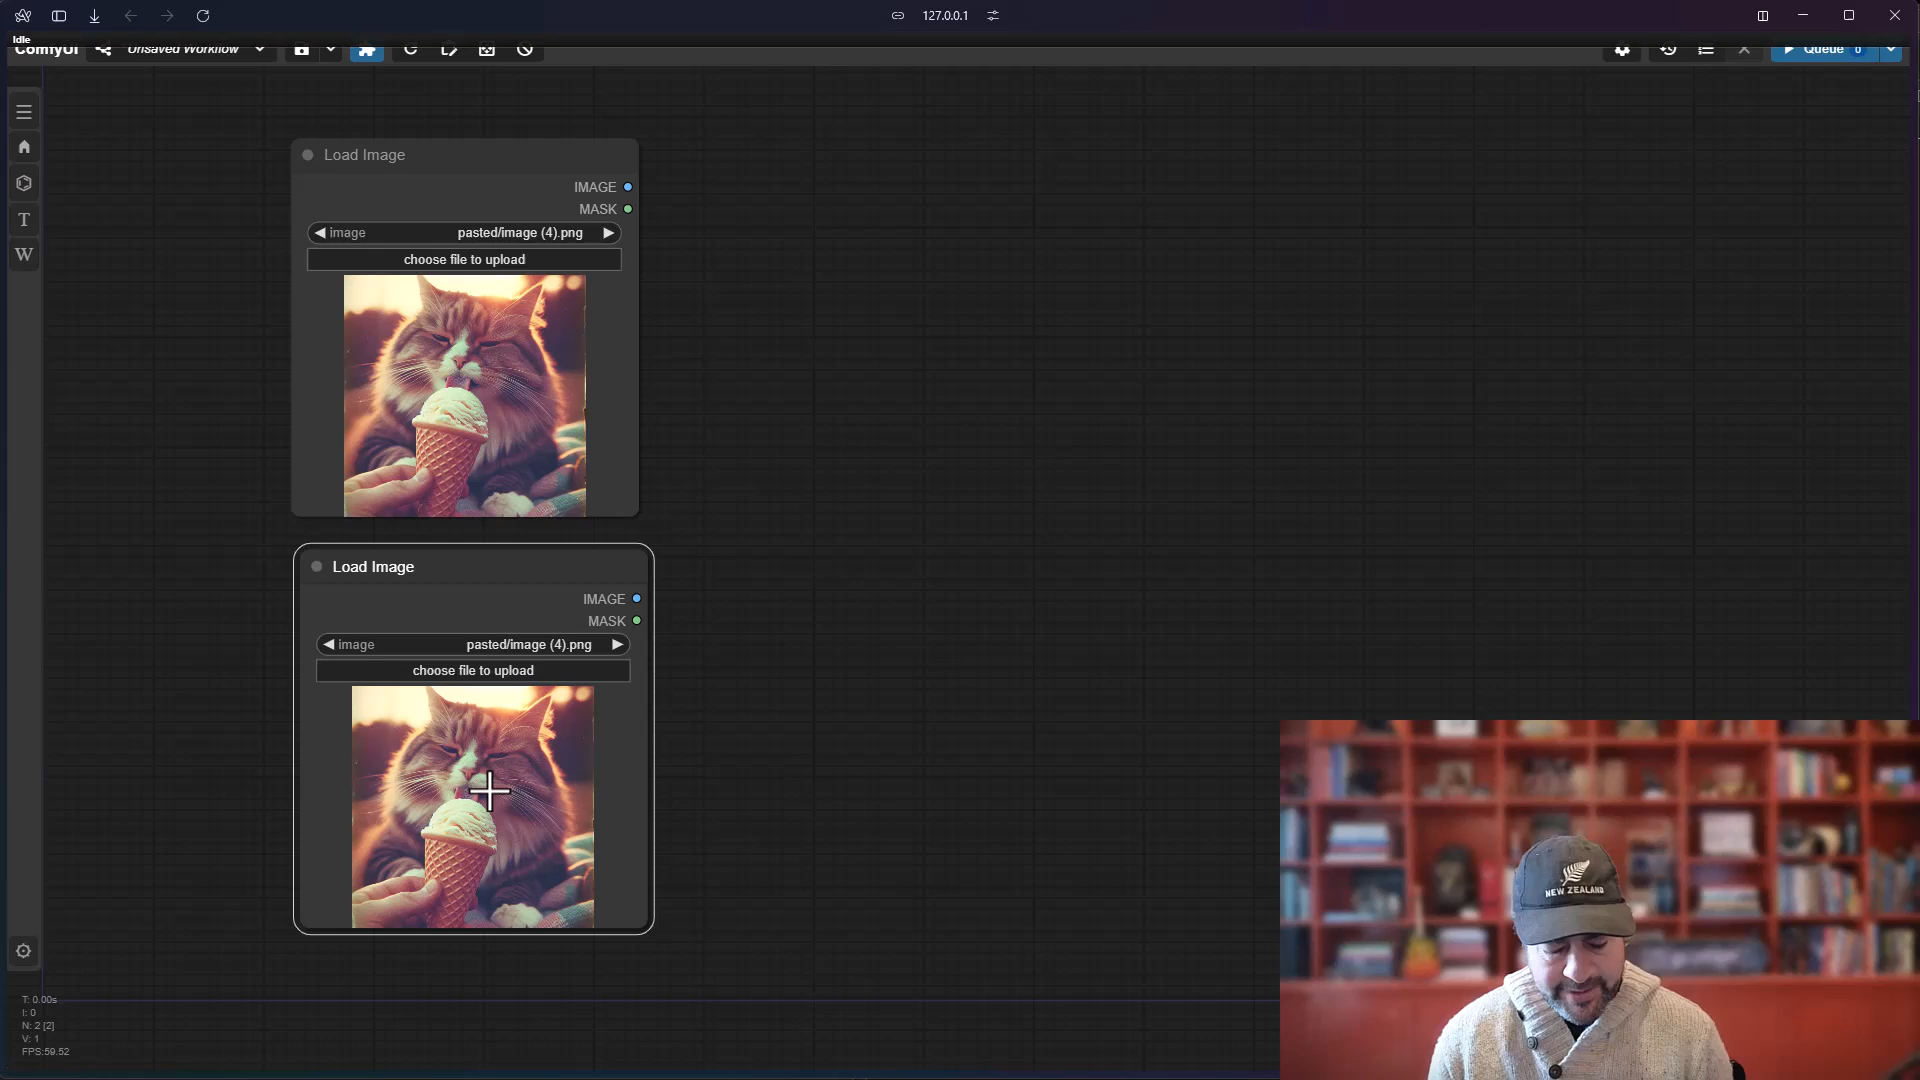 127.0.0.1
Idle
ComfyUI
Unsaved Workflow
Queue
0
T
W
Load Image
IMAGE
MASK
image pasted/image (4).png
choose file to upload
Load Image
IMAGE
MASK
image pasted/image (4).png
choose file to upload
NEW ZEALAND
T: 0.00s
I: 0
N: 2 [2]
V: 1
FPS:59.52